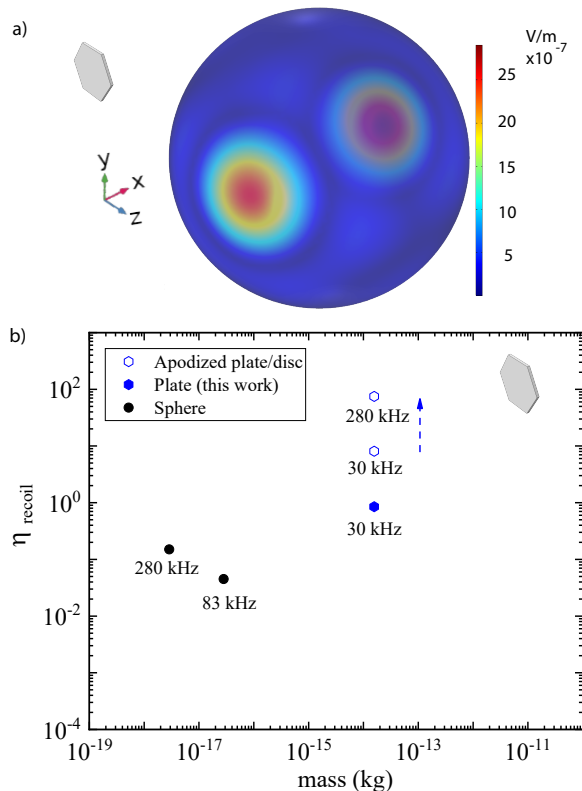 a)
V/m
x10⁻⁷
25
20
15
10
5
y
x
z
b)
Apodized plate/disc
Plate (this work)
Sphere
10²
10⁰
10⁻²
10⁻⁴
η recoil
280 kHz
30 kHz
30 kHz
280 kHz
83 kHz
10⁻¹⁹
10⁻¹⁷
10⁻¹⁵
10⁻¹³
10⁻¹¹
mass (kg)